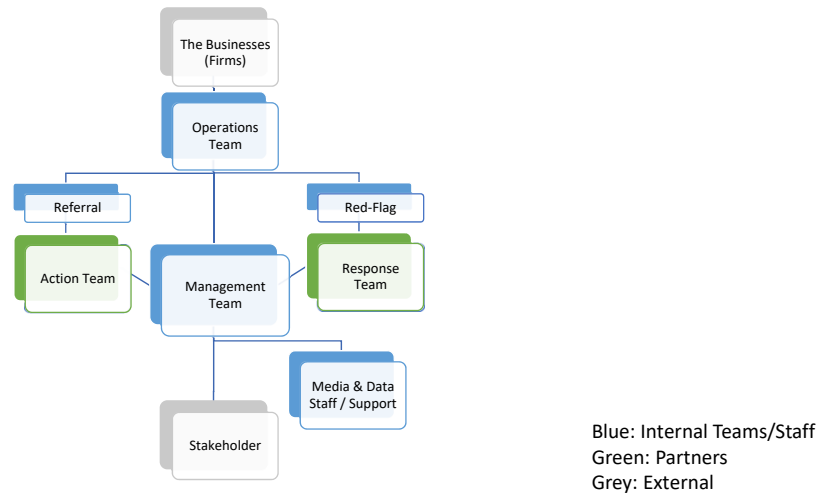 The Businesses
(Firms)
Operations
Team
Referral
Red-Flag
Action Team
Management
Team
Response
Team
Media & Data
Staff / Support
Stakeholder
Blue: Internal Teams/Staff
Green: Partners
Grey: External